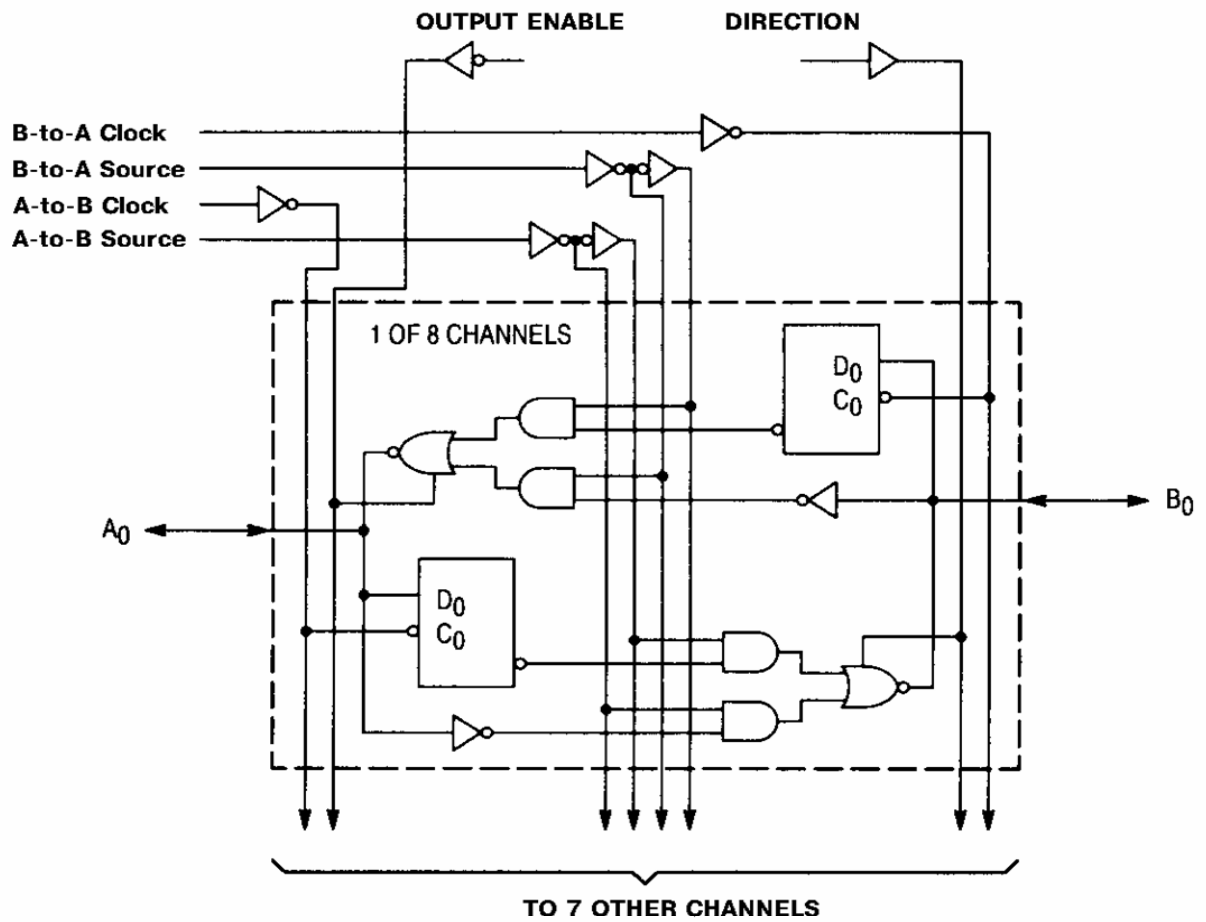 OUTPUT ENABLE
DIRECTION
B-to-A Clock
B-to-A Source
A-to-B Clock
A-to-B Source
1 OF 8 CHANNELS
D0
C0
A0
B0
D0
C0
TO 7 OTHER CHANNELS